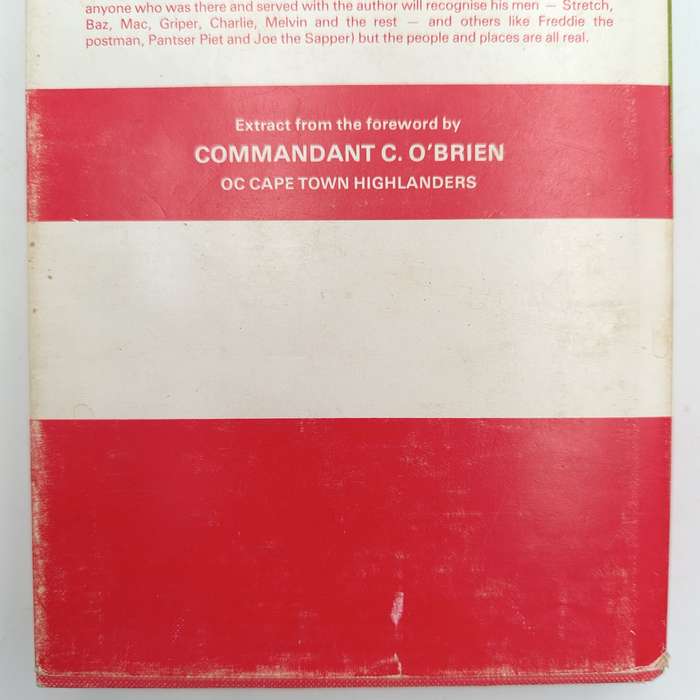 anyone who was there and served with the author will recognise his men — Stretch,
Baz, Mac, Griper, Charlie, Melvin and the rest — and others like Freddie the
postman, Pantser Piet and Joe the Sapper) but the people and places are all real.
Extract from the foreword by
COMMANDANT C. O'BRIEN
OC CAPE TOWN HIGHLANDERS